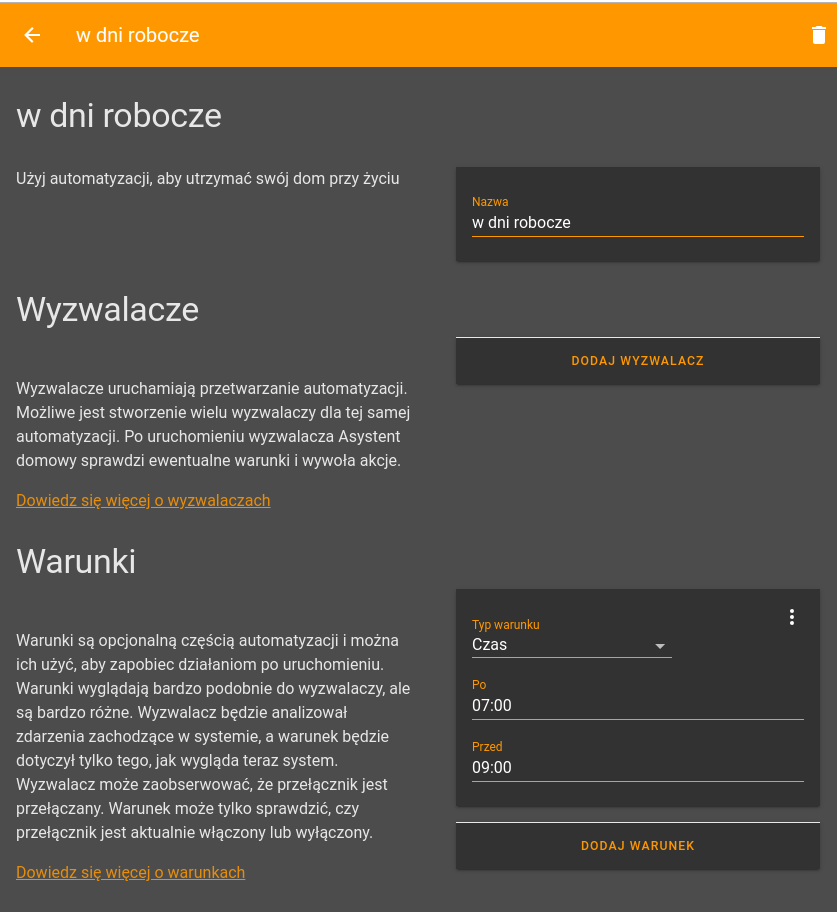 w dni robocze
w dni robocze
Użyj automatyzacji, aby utrzymać swój dom przy życiu
Nazwa
w dni robocze
Wyzwalacze
DODAJ WYZWALACZ
Wyzwalacze uruchamiają przetwarzanie automatyzacji.
Możliwe jest stworzenie wielu wyzwalaczy dla tej samej
automatyzacji. Po uruchomieniu wyzwalacza Asystent
domowy sprawdzi ewentualne warunki i wywoła akcje.
Dowiedz się więcej o wyzwalaczach
Warunki
Warunki są opcjonalną częścią automatyzacji i można
ich użyć, aby zapobiec działaniom po uruchomieniu.
Warunki wyglądają bardzo podobnie do wyzwalaczy, ale
są bardzo różne. Wyzwalacz będzie analizował
zdarzenia zachodzące w systemie, a warunek będzie
dotyczył tylko tego, jak wygląda teraz system.
Wyzwalacz może zaobserwować, że przełącznik jest
przełączany. Warunek może tylko sprawdzić, czy
przełącznik jest aktualnie włączony lub wyłączony.
Dowiedz się więcej o warunkach
Typ warunku
Czas
Po
07:00
Przed
09:00
DODAJ WARUNEK